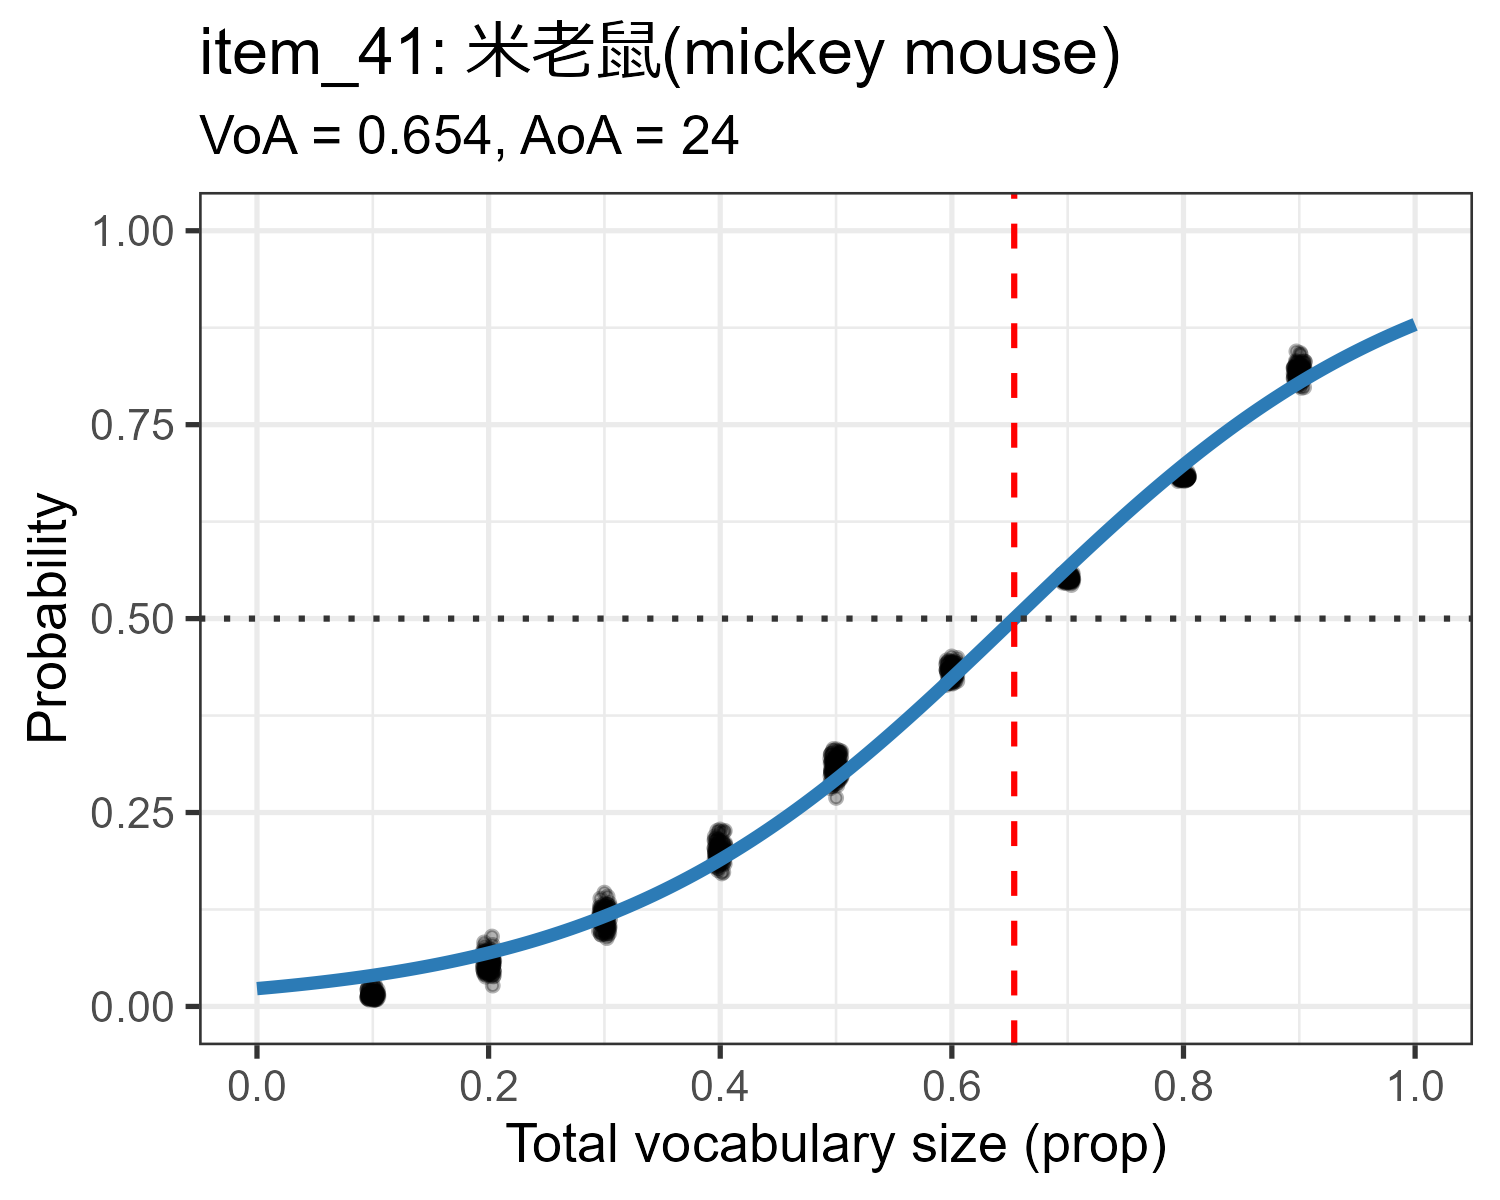 item_41: 米老鼠(mickey mouse)
VoA = 0.654, AoA = 24
1.00
0.75
0.50
0.25
0.00
Probability
0.0 0.2 0.4 0.6 0.8 1.0
Total vocabulary size (prop)